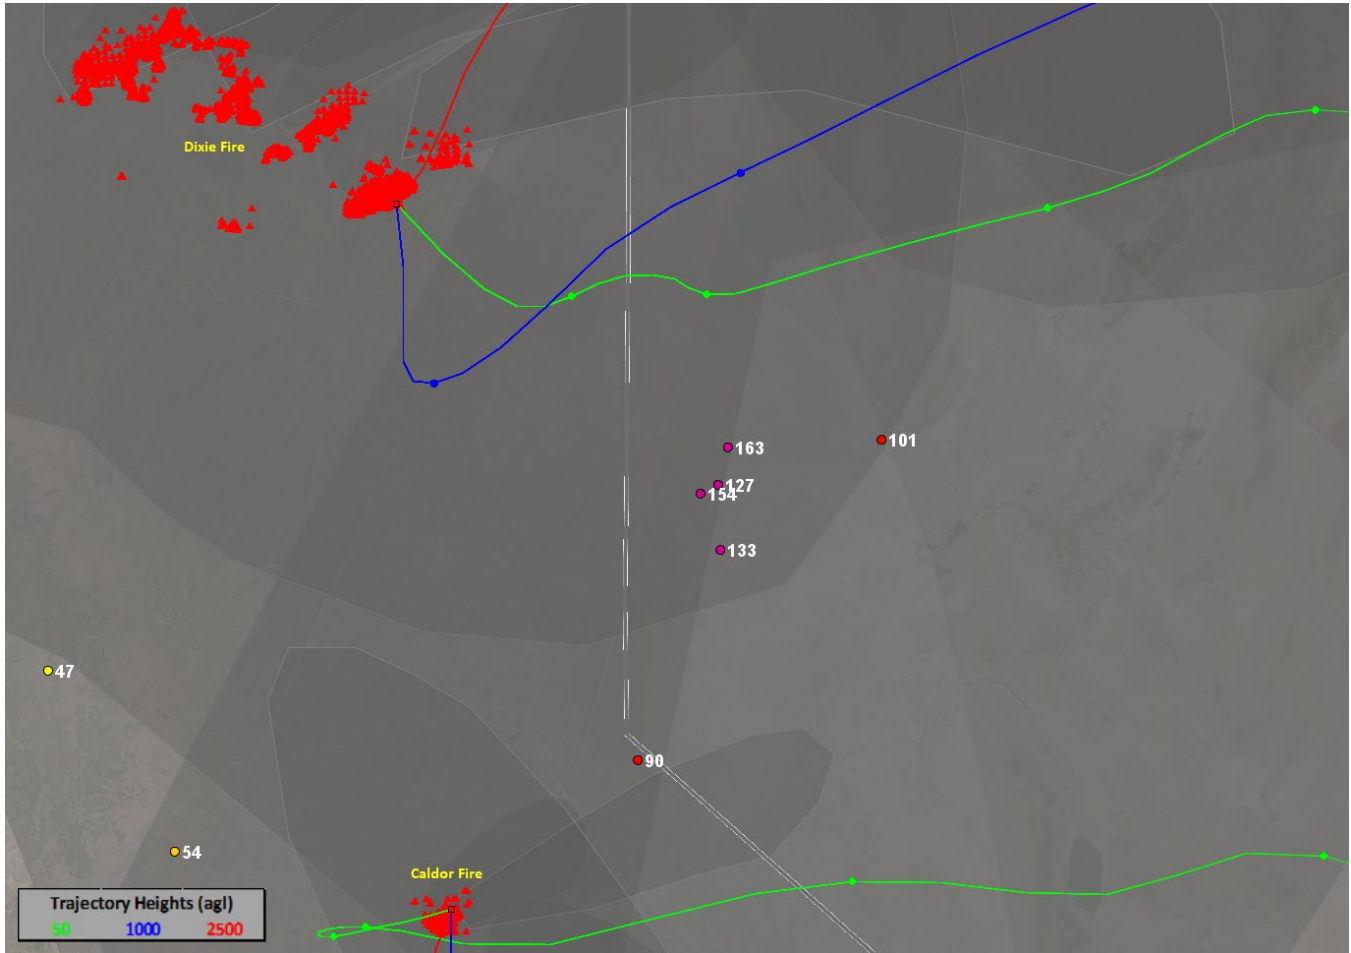 Dixie Fire
163
101
127
154
133
47
90
54
Caldor Fire
Trajectory Heights (agl)
50 1000 2500